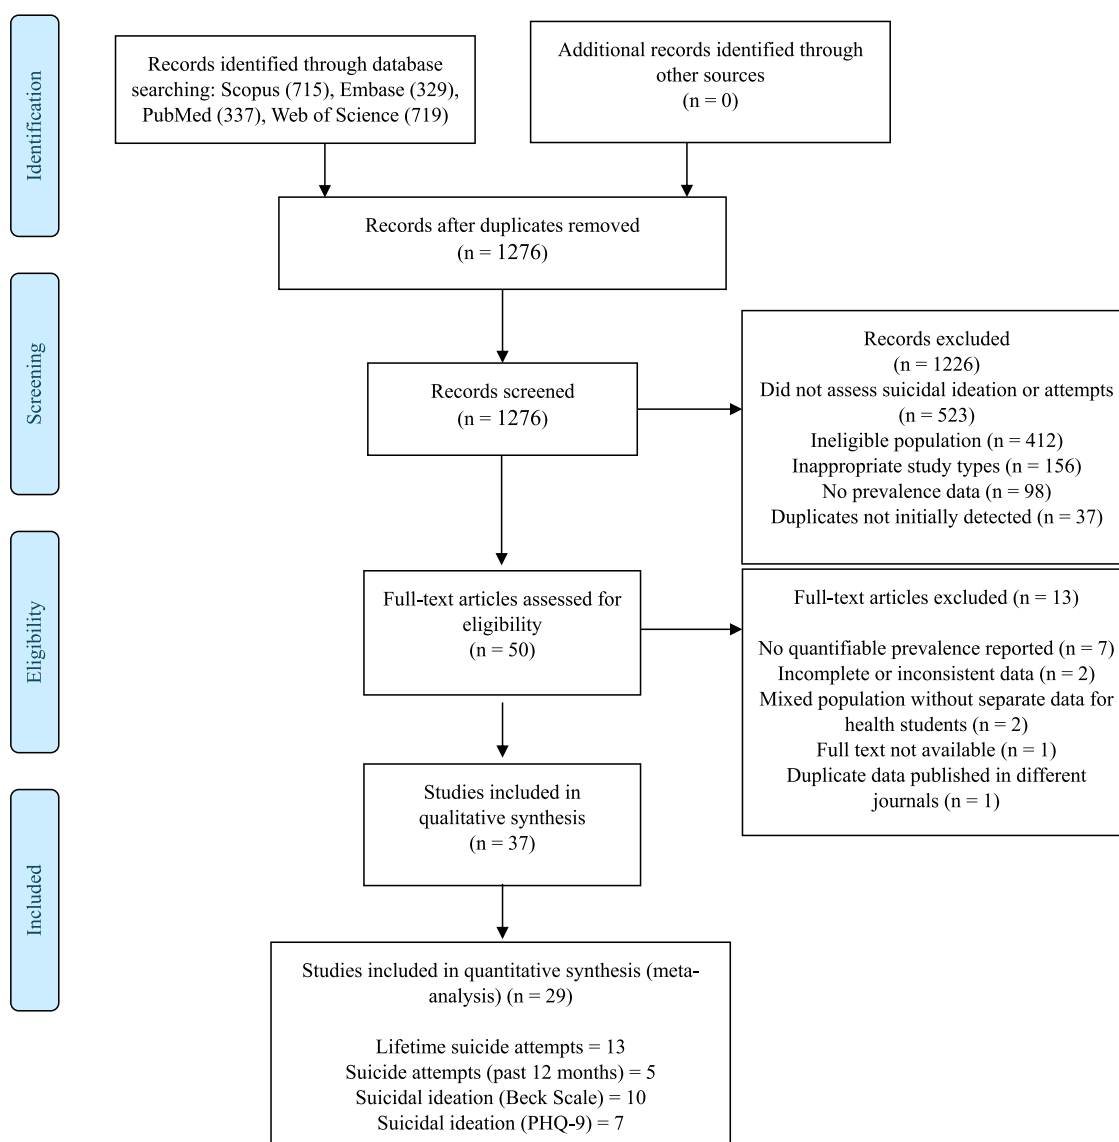 Identification
Records identified through database
searching: Scopus (715), Embase (329),
PubMed (337), Web of Science (719)
Additional records identified through
other sources
(n = 0)
Records after duplicates removed
(n = 1276)
Screening
Records screened
(n = 1276)
Records excluded
(n = 1226)
Did not assess suicidal ideation or attempts
(n = 523)
Ineligible population (n = 412)
Inappropriate study types (n = 156)
No prevalence data (n = 98)
Duplicates not initially detected (n = 37)
Eligibility
Full-text articles assessed for
eligibility
(n = 50)
Full-text articles excluded (n = 13)
No quantifiable prevalence reported (n = 7)
Incomplete or inconsistent data (n = 2)
Mixed population without separate data for
health students (n = 2)
Full text not available (n = 1)
Duplicate data published in different
journals (n = 1)
Included
Studies included in
qualitative synthesis
(n = 37)
Studies included in quantitative synthesis (meta-
analysis) (n = 29)
Lifetime suicide attempts = 13
Suicide attempts (past 12 months) = 5
Suicidal ideation (Beck Scale) = 10
Suicidal ideation (PHQ-9) = 7